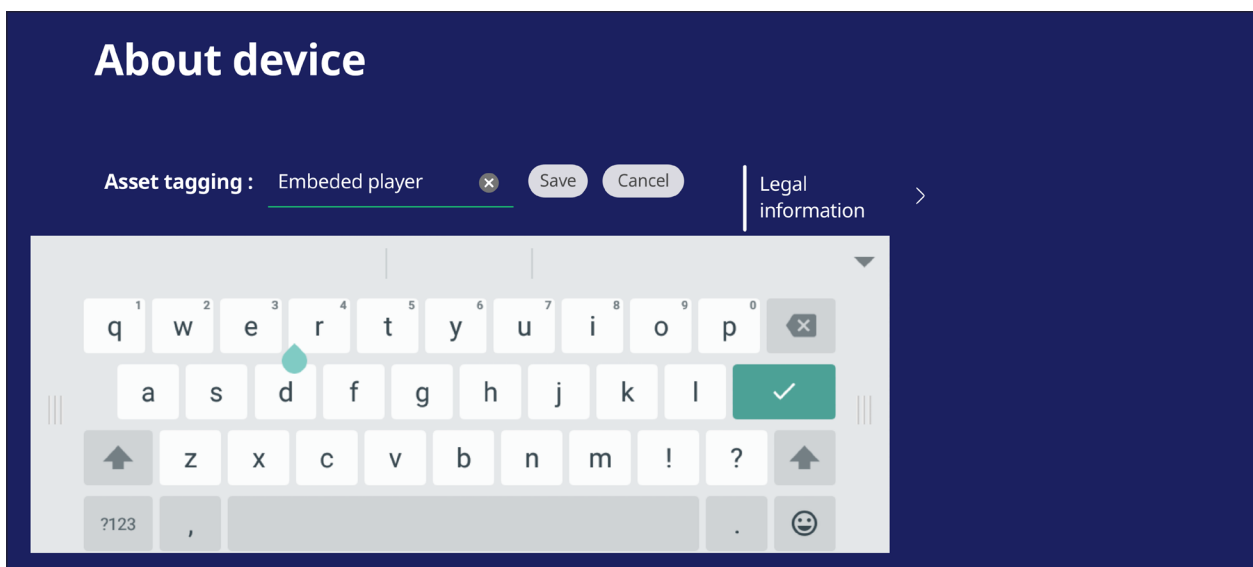 About device
Asset tagging : Embeded player Save Cancel
Legal
information
1 2 3 4 5 6 7 8 9 0
q w e r t y u i o p
a s d f g h j k l
z x c v b n m ! ?
?123 , .